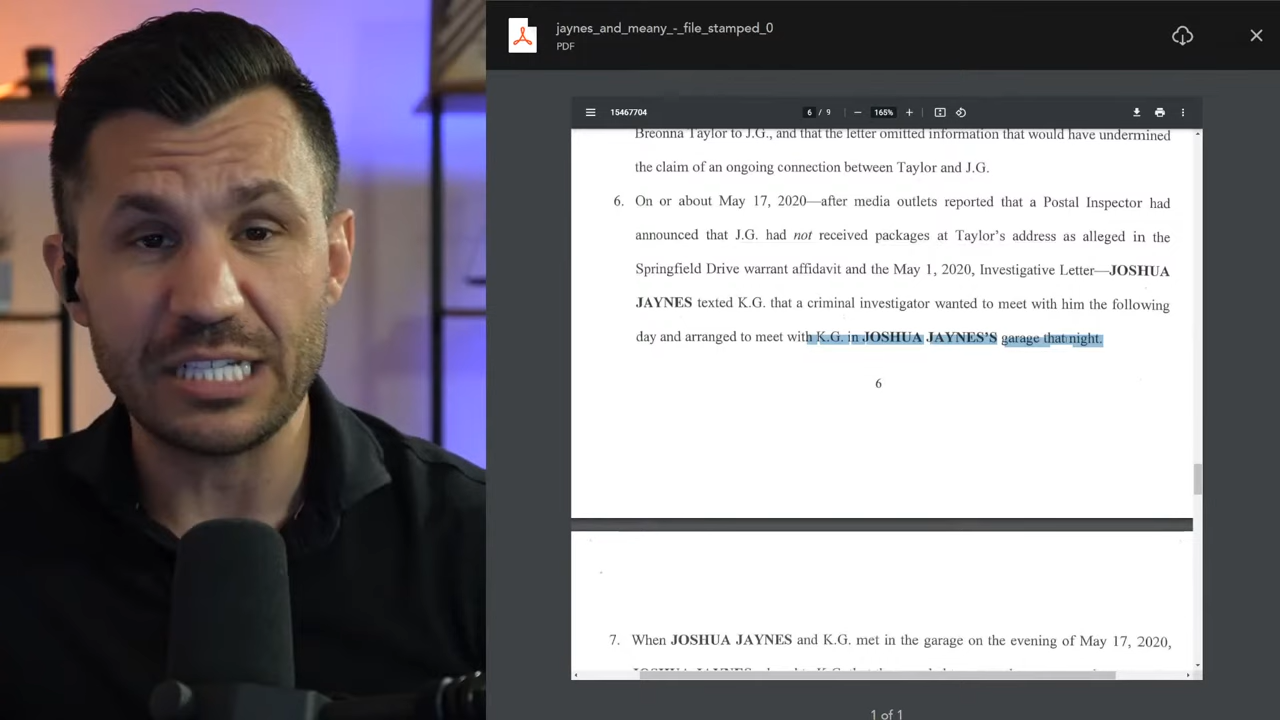 jaynes_and_meany_-_file_stamped_0
PDF
15467704
6 / 9
165%
Breonna Taylor to J.G., and that the letter omitted information that would have undermined
the claim of an ongoing connection between Taylor and J.G.
6. On or about May 17, 2020—after media outlets reported that a Postal Inspector had
announced that J.G. had not received packages at Taylor's address as alleged in the
Springfield Drive warrant affidavit and the May 1, 2020, Investigative Letter—JOSHUA
JAYNES texted K.G. that a criminal investigator wanted to meet with him the following
day and arranged to meet with K.G. in JOSHUA JAYNES'S garage that night.
6
7. When JOSHUA JAYNES and K.G. met in the garage on the evening of May 17, 2020,
JOSHUA JAYNES
1 of 1